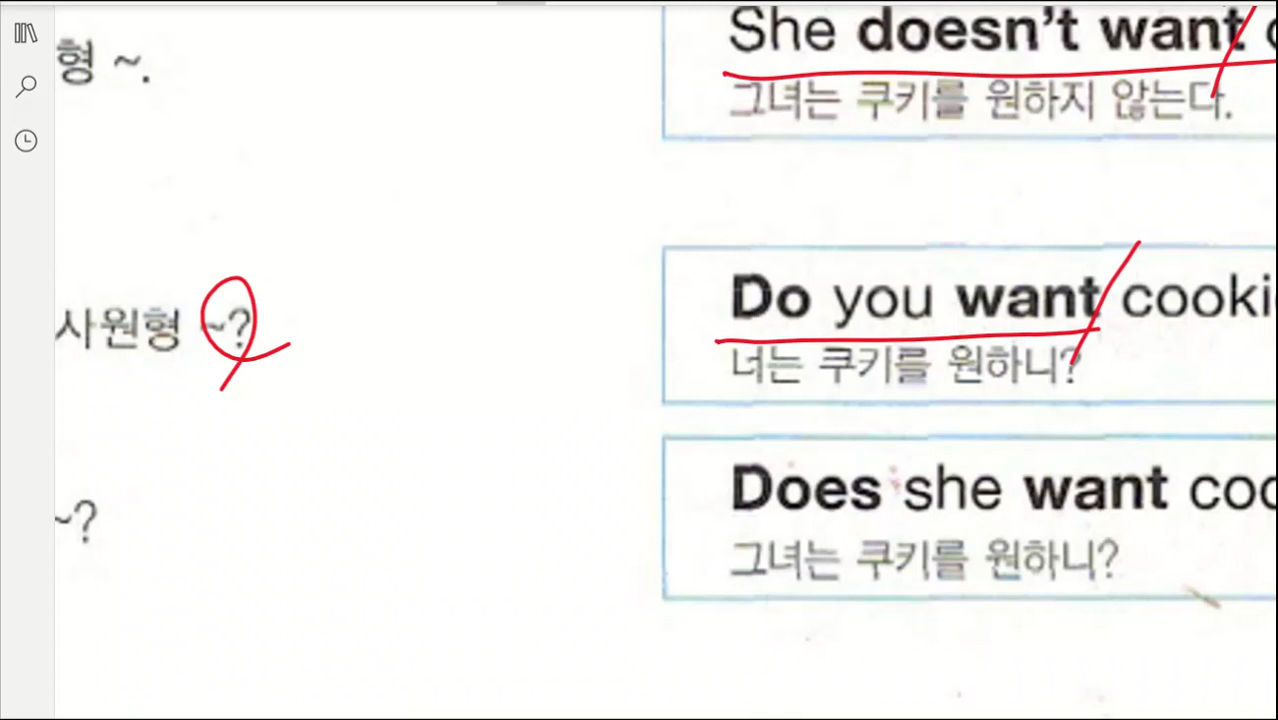 She doesn't want
형 ~.
그녀는 쿠키를 원하지 않는다.
Do you want
사원형 ~?
너는 쿠키를 원하니?
Does she want
~?
그녀는 쿠키를 원하니?